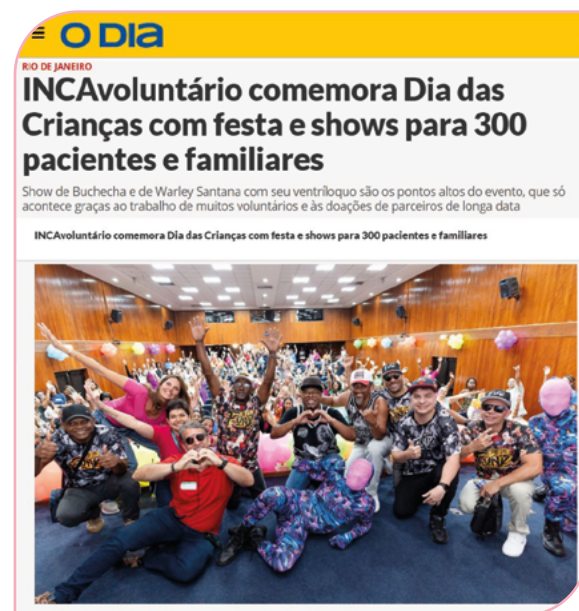 O DIA
RIO DE JANEIRO
INCAvoluntário comemora Dia das
Crianças com festa e shows para 300
pacientes e familiares
Show de Buchecha e de Warley Santana com seu ventríloquo são os pontos altos do evento, que só
acontece graças ao trabalho de muitos voluntários e às doações de parceiros de longa data
INCAvoluntário comemora Dia das Crianças com festa e shows para 300 pacientes e familiares